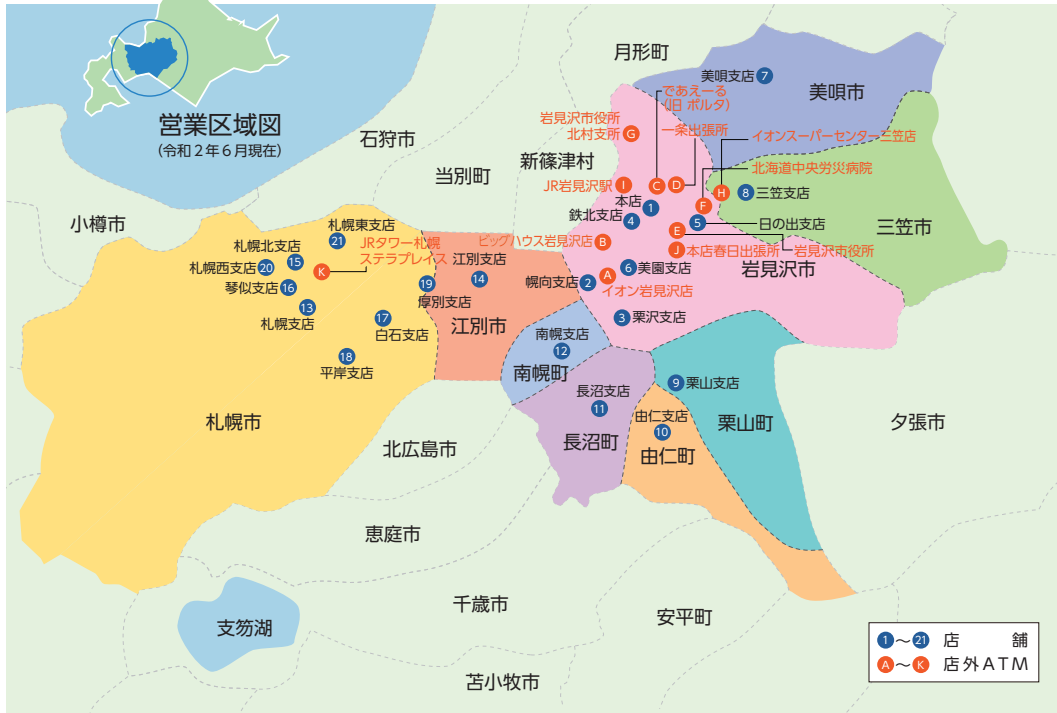 営業区域図
(令和2年6月現在)
月形町
美唄支店 7
美唄市
であえーる
(旧 ポルタ)
岩見沢市役所
北村支所 G
一条出張所
イオンスーパーセンター三笠店
石狩市
新篠津村
北海道中央労災病院
当別町
JR岩見沢駅 I
C
D
H
8 三笠支店
F
本店
1
鉄北支店
4
5 日の出支店
E
三笠市
小樽市
札幌東支店
21
JRタワー札幌
ステラプレイス
K
ビッグハウス岩見沢店 B
J 本店春日出張所
岩見沢市役所
札幌北支店
15
札幌西支店 20
江別支店
14
6 美園支店
岩見沢市
琴似支店 16
19
厚別支店
幌向支店 2
A
イオン岩見沢店
13
札幌支店
17
白石支店
江別市
3 栗沢支店
南幌支店
12
18
平岸支店
南幌町
9 栗山支店
長沼支店
11
札幌市
由仁支店
10
栗山町
夕張市
北広島市
長沼町
由仁町
恵庭市
千歳市
安平町
支笏湖
苫小牧市
1～21 店舗
A～K 店外ATM